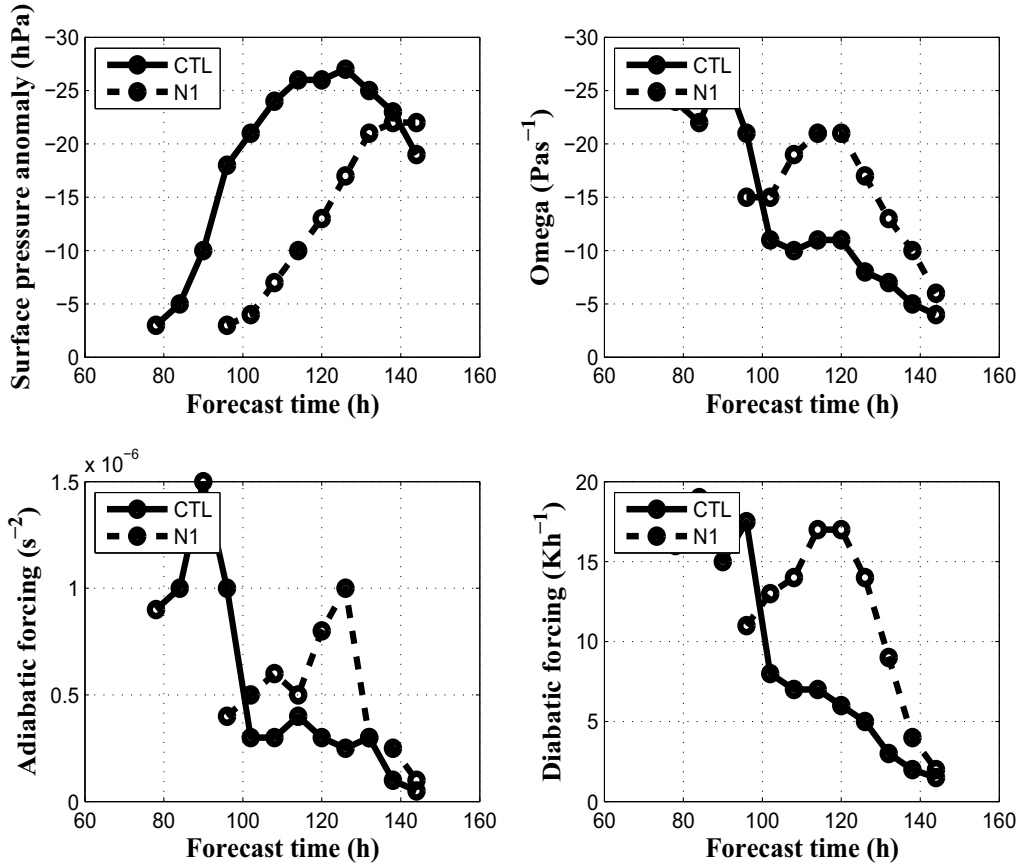 Surface pressure anomaly (hPa)
−30
−25
−20
−15
−10
−5
0
60 80 100 120 140 160
Forecast time (h)
CTL
N1
Omega (Pas−1)
−30
−25
−20
−15
−10
−5
0
60 80 100 120 140 160
Forecast time (h)
CTL
N1
Adiabatic forcing (s−2)
x 10−6
1.5
1
0.5
0
60 80 100 120 140 160
Forecast time (h)
CTL
N1
Diabatic forcing (Kh−1)
20
15
10
5
0
60 80 100 120 140 160
Forecast time (h)
CTL
N1